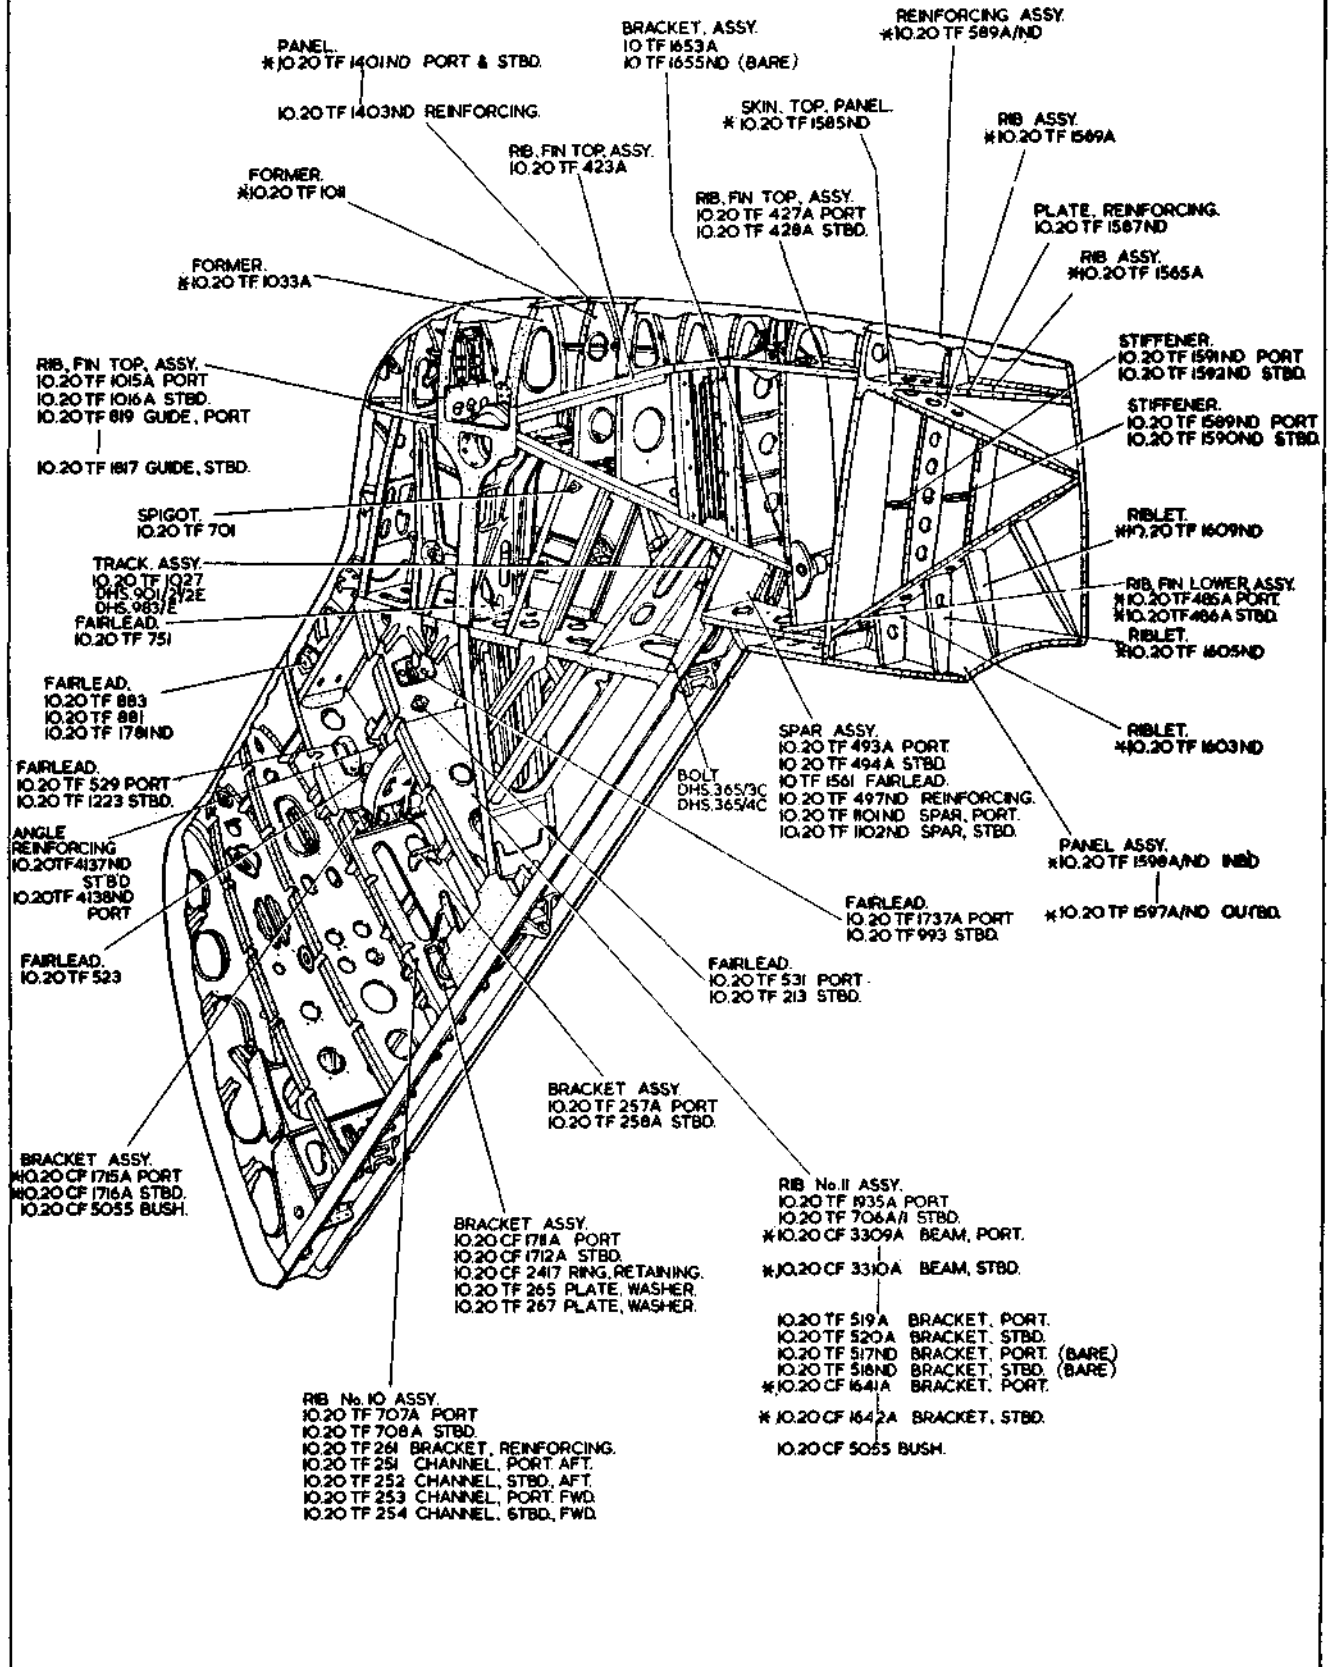 PANEL.
*10.20 TF 1401ND PORT & STBD.
10.20 TF 1403ND REINFORCING.
BRACKET, ASSY.
10 TF 1653A
10 TF 1655ND (BARE)
REINFORCING ASSY.
*10.20 TF 589A/ND
SKIN, TOP, PANEL.
*10.20 TF 1585ND
RIB ASSY.
*10.20 TF 1569A
RIB, FIN TOP, ASSY.
10.20 TF 423A
FORMER.
*10.20 TF 1011
RIB, FIN TOP, ASSY.
10.20 TF 427A PORT
10.20 TF 428A STBD.
PLATE, REINFORCING.
10.20 TF 1587ND
RIB ASSY.
*10.20 TF 1565A
FORMER.
*10.20 TF 1033A
STIFFENER.
10.20 TF 1591ND PORT
10.20 TF 1592ND STBD.
STIFFENER.
10.20 TF 1589ND PORT
10.20 TF 1590ND STBD.
RIB, FIN TOP, ASSY.
10.20 TF 1015A PORT
10.20 TF 1016A STBD.
10.20 TF 819 GUIDE, PORT
10.20 TF 1817 GUIDE, STBD.
SPIGOT.
10.20 TF 701
RIBLET.
TF 1609ND
TRACK. ASSY.
10.20 TF 1027
DHS.901/2/2E
DHS.983/E
FAIRLEAD.
10.20 TF 751
RIB, FIN LOWER, ASSY.
*10.20 TF 485A PORT.
*10.20 TF 486A STBD.
RIBLET.
*10.20 TF 1605ND
FAIRLEAD.
10.20 TF 883
10.20 TF 881
10.20 TF 1781ND
RIBLET.
*10.20 TF 1603ND
FAIRLEAD.
10.20 TF 529 PORT
10.20 TF 1223 STBD.
SPAR ASSY.
10.20 TF 493A PORT
10.20 TF 494A STBD.
10 TF 1561 FAIRLEAD.
10.20 TF 497ND REINFORCING.
10.20 TF 1101ND SPAR, PORT.
10.20 TF 1102ND SPAR, STBD.
BOLT
DHS.365/3C
DHS.365/4C
ANGLE
REINFORCING
10.20TF4137ND
ST'B'D
10.20TF4138ND
PORT
PANEL ASSY.
*10.20 TF 1598A/ND INBD
*10.20 TF 1597A/ND OUTBD.
FAIRLEAD.
10.20 TF 1737A PORT
10.20 TF 993 STBD.
FAIRLEAD.
10.20 TF 523
FAIRLEAD.
10.20 TF 531 PORT
10.20 TF 213 STBD.
BRACKET ASSY.
10.20 TF 257A PORT
10.20 TF 258A STBD.
BRACKET ASSY.
*10.20 CF 1715A PORT
*10.20 CF 1716A STBD.
10.20 CF 5055 BUSH.
BRACKET ASSY.
10.20 CF 1711A PORT
10.20 CF 1712A STBD.
10.20 CF 2417 RING, RETAINING.
10.20 TF 265 PLATE, WASHER.
10.20 TF 267 PLATE, WASHER.
RIB No.11 ASSY.
10.20 TF 1935A PORT
10.20 TF 706A/1 STBD.
*10.20 CF 3309A BEAM, PORT.
*10.20 CF 3310A BEAM, STBD.
10.20 TF 519A BRACKET, PORT.
10.20 TF 520A BRACKET, STBD.
10.20 TF 517ND BRACKET, PORT. (BARE)
10.20 TF 518ND BRACKET, STBD. (BARE)
*10.20 CF 1641A BRACKET, PORT.
*10.20 CF 1642A BRACKET, STBD.
10.20 CF 5055 BUSH.
RIB No.10 ASSY.
10.20 TF 707A PORT
10.20 TF 708A STBD.
10.20 TF 261 BRACKET, REINFORCING.
10.20 TF 251 CHANNEL, PORT. AFT.
10.20 TF 252 CHANNEL, STBD., AFT.
10.20 TF 253 CHANNEL, PORT. FWD.
10.20 TF 254 CHANNEL, STBD., FWD.